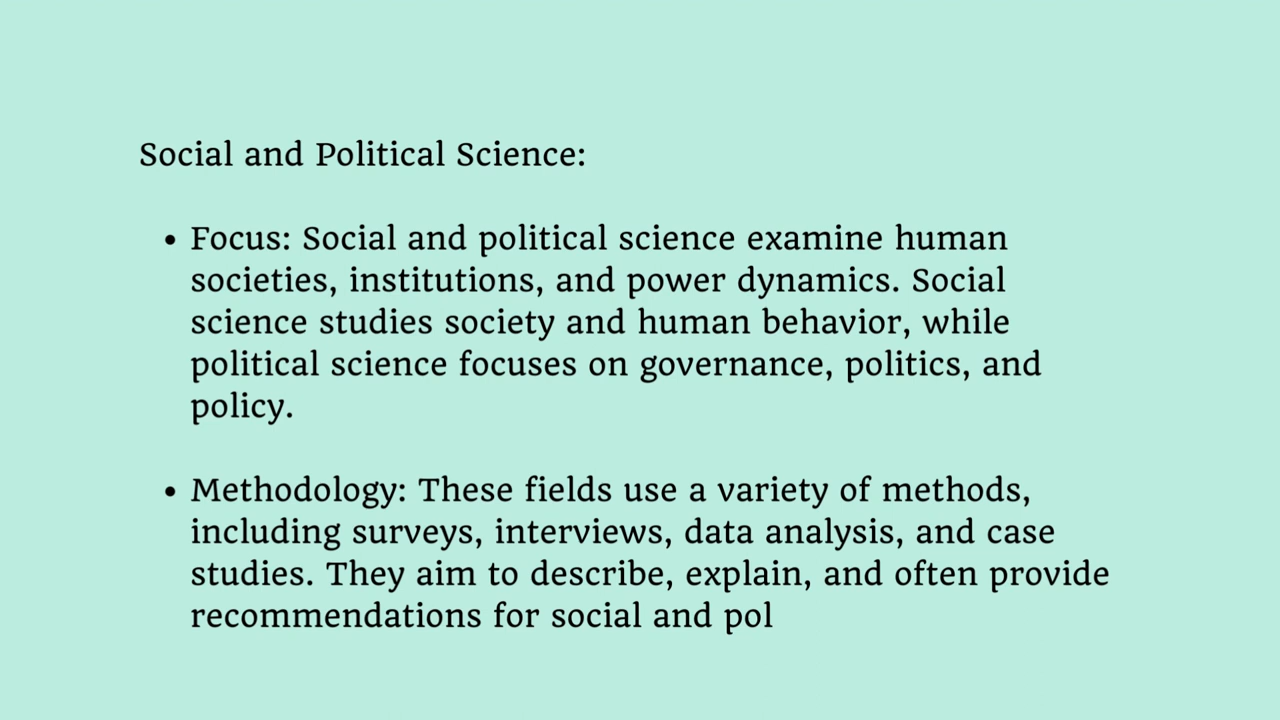 Social and Political Science:
• Focus: Social and political science examine human
societies, institutions, and power dynamics. Social
science studies society and human behavior, while
political science focuses on governance, politics, and
policy.
• Methodology: These fields use a variety of methods,
including surveys, interviews, data analysis, and case
studies. They aim to describe, explain, and often provide
recommendations for social and pol